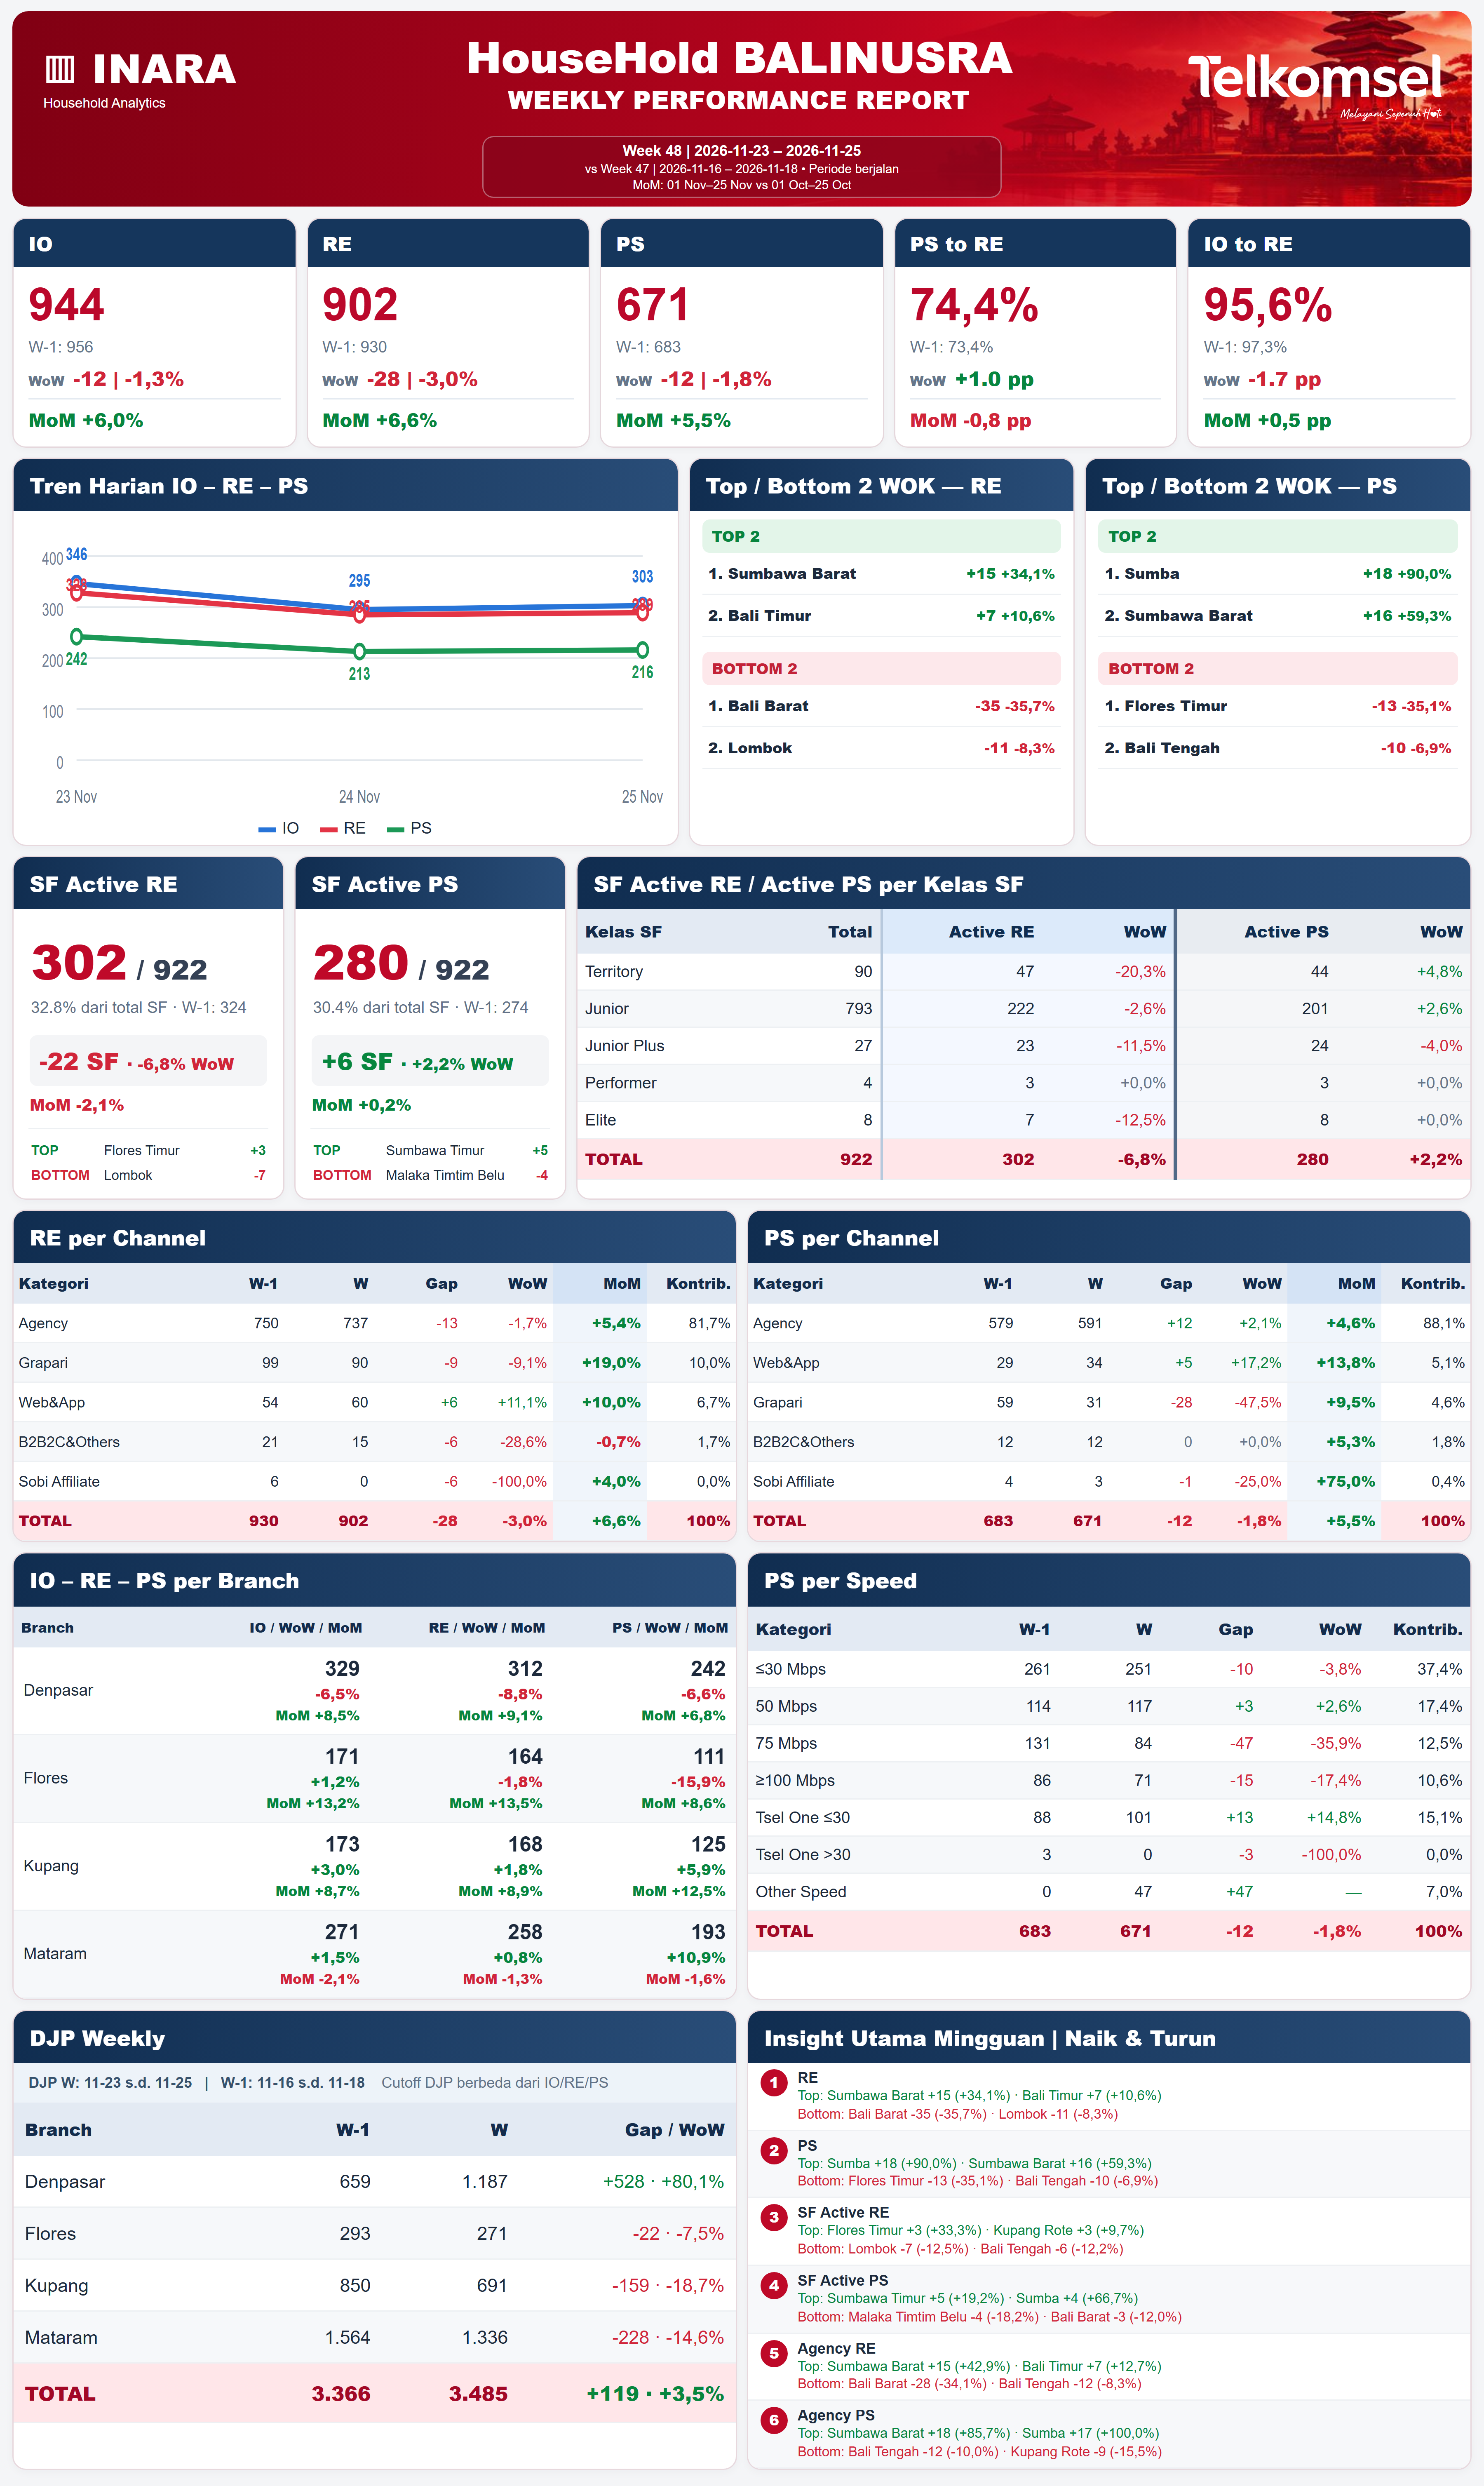 INARA
Household Analytics
HouseHold BALINUSRA
WEEKLY PERFORMANCE REPORT
Week 48 | 2026-11-23 – 2026-11-25
vs Week 47 | 2026-11-16 – 2026-11-18 • Periode berjalan
MoM: 01 Nov–25 Nov vs 01 Oct–25 Oct
Telkomsel
Melayani Sepenuh Hati
IO
944
W-1: 956
WoW -12 | -1,3%
MoM +6,0%
RE
902
W-1: 930
WoW -28 | -3,0%
MoM +6,6%
PS
671
W-1: 683
WoW -12 | -1,8%
MoM +5,5%
PS to RE
74,4%
W-1: 73,4%
WoW +1.0 pp
MoM -0,8 pp
IO to RE
95,6%
W-1: 97,3%
WoW -1.7 pp
MoM +0,5 pp
Tren Harian IO – RE – PS
400
300
200
100
0
346
295
303
242
213
216
23 Nov 24 Nov 25 Nov
IO RE PS
Top / Bottom 2 WOK — RE
TOP 2
1. Sumbawa Barat +15 +34,1%
2. Bali Timur +7 +10,6%
BOTTOM 2
1. Bali Barat -35 -35,7%
2. Lombok -11 -8,3%
Top / Bottom 2 WOK — PS
TOP 2
1. Sumba +18 +90,0%
2. Sumbawa Barat +16 +59,3%
BOTTOM 2
1. Flores Timur -13 -35,1%
2. Bali Tengah -10 -6,9%
SF Active RE
302 / 922
32.8% dari total SF · W-1: 324
-22 SF · -6,8% WoW
MoM -2,1%
TOP Flores Timur +3
BOTTOM Lombok -7
SF Active PS
280 / 922
30.4% dari total SF · W-1: 274
+6 SF · +2,2% WoW
MoM +0,2%
TOP Sumbawa Timur +5
BOTTOM Malaka Timtim Belu -4
SF Active RE / Active PS per Kelas SF
Kelas SF Total Active RE WoW Active PS WoW
Territory 90 47 -20,3% 44 +4,8%
Junior 793 222 -2,6% 201 +2,6%
Junior Plus 27 23 -11,5% 24 -4,0%
Performer 4 3 +0,0% 3 +0,0%
Elite 8 7 -12,5% 8 +0,0%
TOTAL 922 302 -6,8% 280 +2,2%
RE per Channel
Kategori W-1 W Gap WoW MoM Kontrib.
Agency 750 737 -13 -1,7% +5,4% 81,7%
Grapari 99 90 -9 -9,1% +19,0% 10,0%
Web&App 54 60 +6 +11,1% +10,0% 6,7%
B2B2C&Others 21 15 -6 -28,6% -0,7% 1,7%
Sobi Affiliate 6 0 -6 -100,0% +4,0% 0,0%
TOTAL 930 902 -28 -3,0% +6,6% 100%
PS per Channel
Kategori W-1 W Gap WoW MoM Kontrib.
Agency 579 591 +12 +2,1% +4,6% 88,1%
Web&App 29 34 +5 +17,2% +13,8% 5,1%
Grapari 59 31 -28 -47,5% +9,5% 4,6%
B2B2C&Others 12 12 0 +0,0% +5,3% 1,8%
Sobi Affiliate 4 3 -1 -25,0% +75,0% 0,4%
TOTAL 683 671 -12 -1,8% +5,5% 100%
IO – RE – PS per Branch
Branch IO / WoW / MoM RE / WoW / MoM PS / WoW / MoM
329 312 242
Denpasar -6,5% -8,8% -6,6%
MoM +8,5% MoM +9,1% MoM +6,8%
171 164 111
Flores +1,2% -1,8% -15,9%
MoM +13,2% MoM +13,5% MoM +8,6%
173 168 125
Kupang +3,0% +1,8% +5,9%
MoM +8,7% MoM +8,9% MoM +12,5%
271 258 193
Mataram +1,5% +0,8% +10,9%
MoM -2,1% MoM -1,3% MoM -1,6%
PS per Speed
Kategori W-1 W Gap WoW Kontrib.
≤30 Mbps 261 251 -10 -3,8% 37,4%
50 Mbps 114 117 +3 +2,6% 17,4%
75 Mbps 131 84 -47 -35,9% 12,5%
≥100 Mbps 86 71 -15 -17,4% 10,6%
Tsel One ≤30 88 101 +13 +14,8% 15,1%
Tsel One >30 3 0 -3 -100,0% 0,0%
Other Speed 0 47 +47 — 7,0%
TOTAL 683 671 -12 -1,8% 100%
DJP Weekly
DJP W: 11-23 s.d. 11-25 | W-1: 11-16 s.d. 11-18 Cutoff DJP berbeda dari IO/RE/PS
Branch W-1 W Gap / WoW
Denpasar 659 1.187 +528 · +80,1%
Flores 293 271 -22 · -7,5%
Kupang 850 691 -159 · -18,7%
Mataram 1.564 1.336 -228 · -14,6%
TOTAL 3.366 3.485 +119 · +3,5%
Insight Utama Mingguan | Naik & Turun
1 RE
Top: Sumbawa Barat +15 (+34,1%) · Bali Timur +7 (+10,6%)
Bottom: Bali Barat -35 (-35,7%) · Lombok -11 (-8,3%)
2 PS
Top: Sumba +18 (+90,0%) · Sumbawa Barat +16 (+59,3%)
Bottom: Flores Timur -13 (-35,1%) · Bali Tengah -10 (-6,9%)
3 SF Active RE
Top: Flores Timur +3 (+33,3%) · Kupang Rote +3 (+9,7%)
Bottom: Lombok -7 (-12,5%) · Bali Tengah -6 (-12,2%)
4 SF Active PS
Top: Sumbawa Timur +5 (+19,2%) · Sumba +4 (+66,7%)
Bottom: Malaka Timtim Belu -4 (-18,2%) · Bali Barat -3 (-12,0%)
5 Agency RE
Top: Sumbawa Barat +15 (+42,9%) · Bali Timur +7 (+12,7%)
Bottom: Bali Barat -28 (-34,1%) · Bali Tengah -12 (-8,3%)
6 Agency PS
Top: Sumbawa Barat +18 (+85,7%) · Sumba +17 (+100,0%)
Bottom: Bali Tengah -12 (-10,0%) · Kupang Rote -9 (-15,5%)